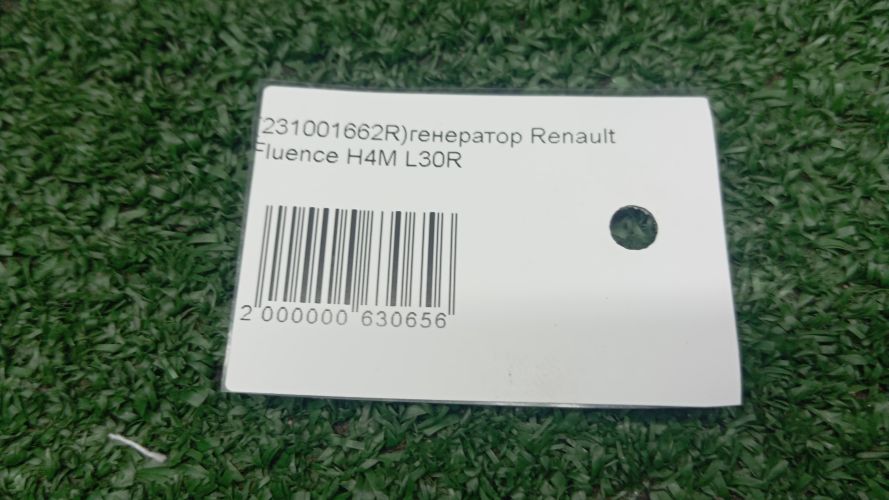 (231001662R)генератор Renault
Fluence H4M L30R
2 000000 630656